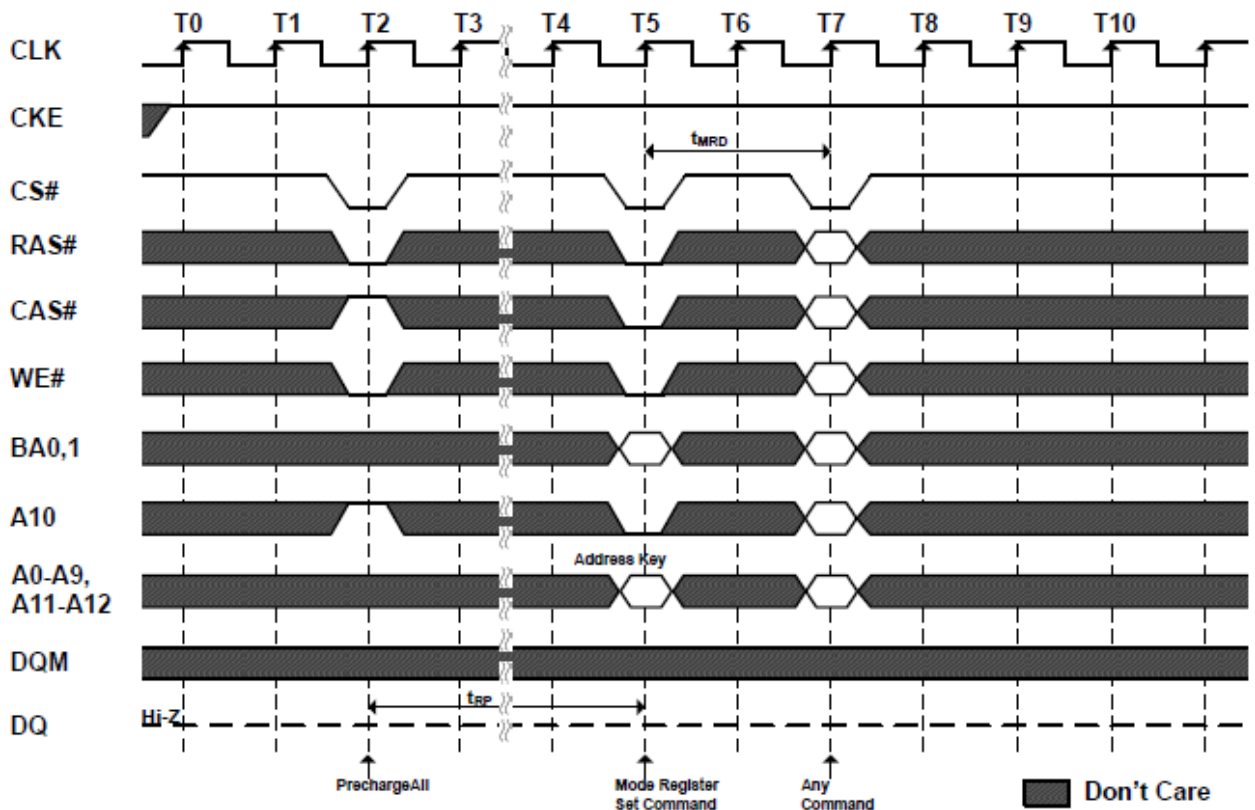 T0 T1 T2 T3 T4 T5 T6 T7 T8 T9 T10
CLK
CKE
tMRD
CS#
RAS#
CAS#
WE#
BA0,1
A10
Address Key
A0-A9,
A11-A12
DQM
tRP
Hi-Z
DQ
PrechargeAll
Mode Register
Set Command
Any
Command
Don't Care